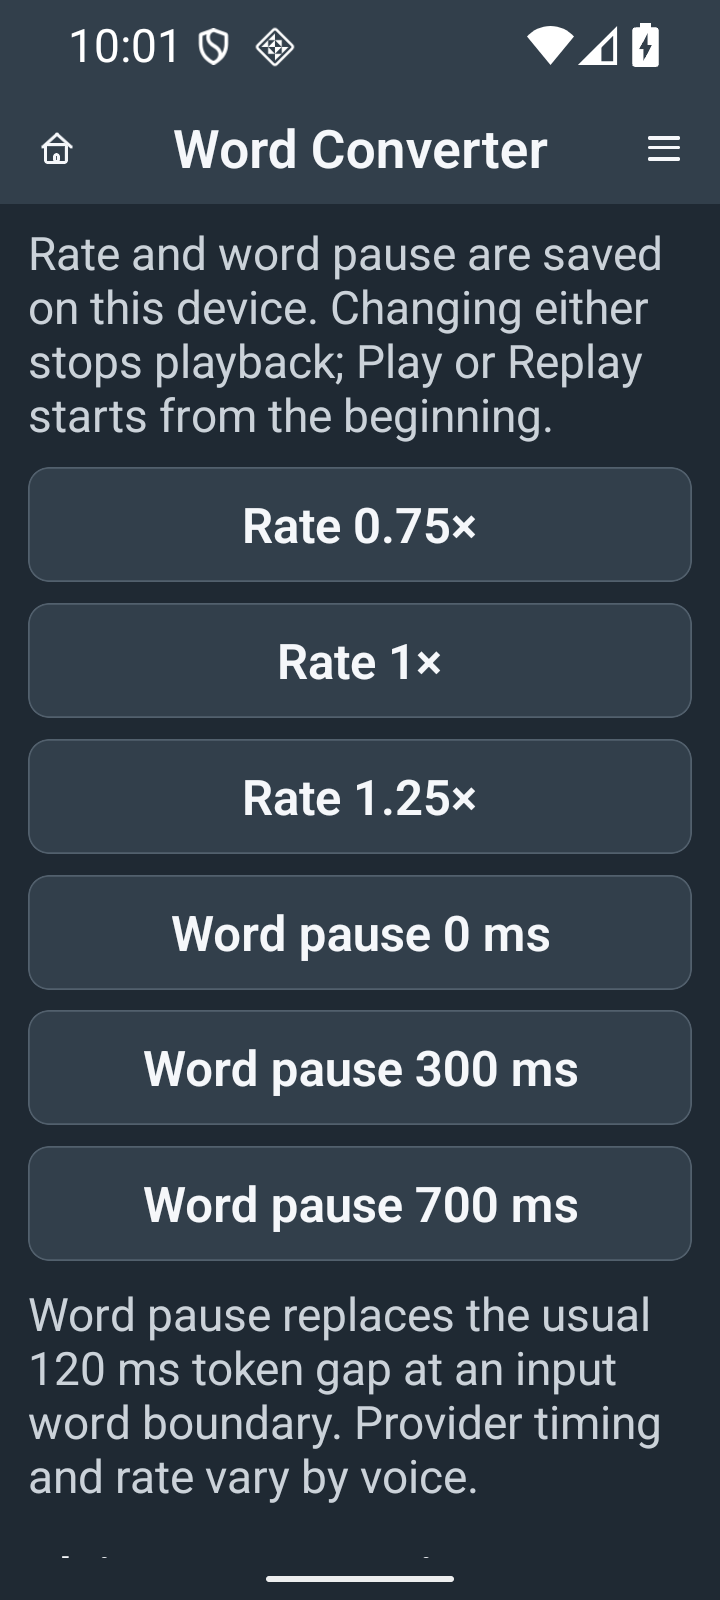 10:01
Word Converter
Rate and word pause are saved
on this device. Changing either
stops playback; Play or Replay
starts from the beginning.
Rate 0.75×
Rate 1×
Rate 1.25×
Word pause 0 ms
Word pause 300 ms
Word pause 700 ms
Word pause replaces the usual
120 ms token gap at an input
word boundary. Provider timing
and rate vary by voice.